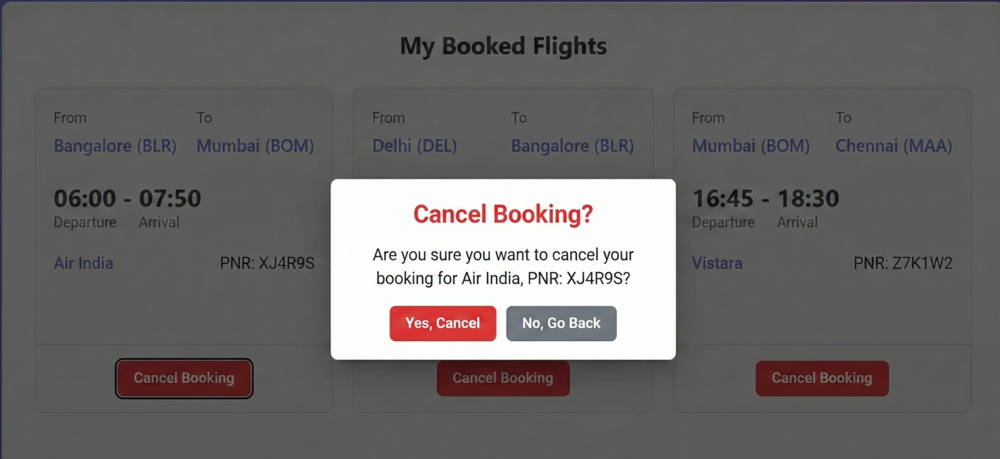 My Booked Flights
From To
Bangalore (BLR) Mumbai (BOM)
06:00 - 07:50
Departure Arrival
Air India PNR: XJ4R9S
Cancel Booking
From To
Delhi (DEL) Bangalore (BLR)
Cancel Booking
From To
Mumbai (BOM) Chennai (MAA)
16:45 - 18:30
Departure Arrival
Vistara PNR: Z7K1W2
Cancel Booking
Cancel Booking?
Are you sure you want to cancel your
booking for Air India, PNR: XJ4R9S?
Yes, Cancel No, Go Back